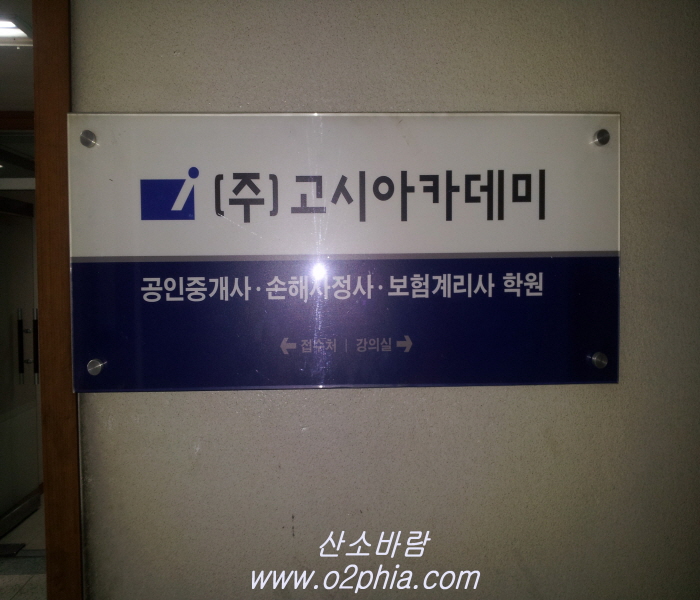 (주)고시아카데미
공인중개사·손해사정사·보험계리사 학원
← 접수처 | 강의실 →
산소바람
www.o2phia.com